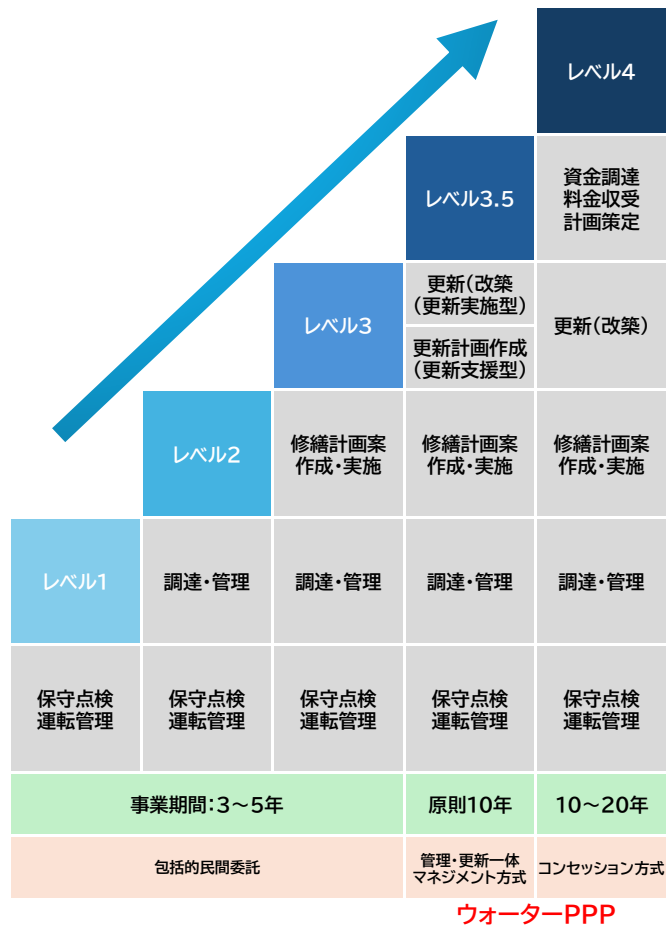 レベル4
レベル3.5
資金調達
料金収受
計画策定
レベル3
更新(改築
(更新実施型)
更新計画作成
(更新支援型)
更新(改築)
レベル2
修繕計画案
作成・実施
修繕計画案
作成・実施
修繕計画案
作成・実施
レベル1
調達・管理
調達・管理
調達・管理
調達・管理
保守点検
運転管理
保守点検
運転管理
保守点検
運転管理
保守点検
運転管理
保守点検
運転管理
事業期間:3~5年
原則10年
10~20年
包括的民間委託
管理・更新一体
マネジメント方式
コンセッション方式
ウォーターPPP